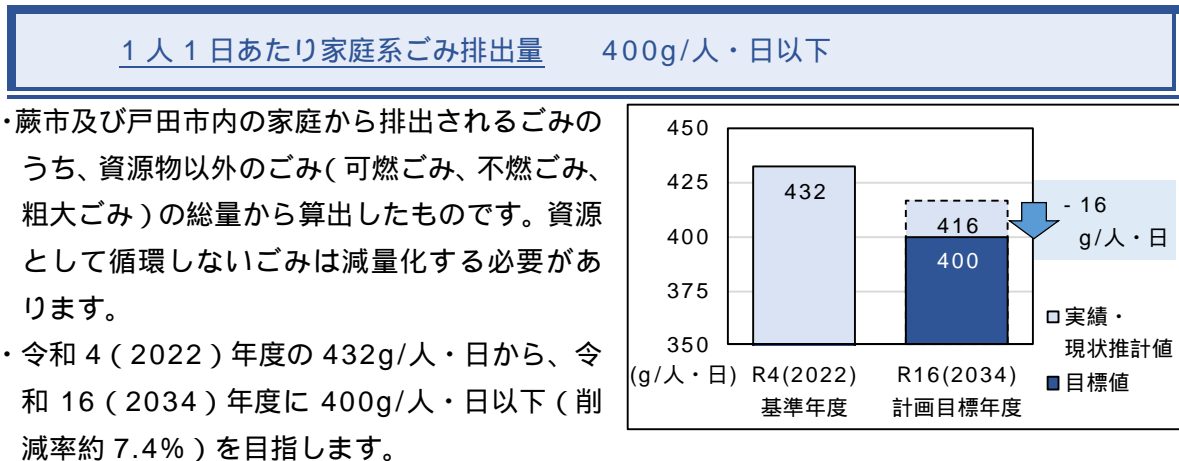 1人1日あたり家庭系ごみ排出量 400g/人・日以下
・蕨市及び戸田市内の家庭から排出されるごみの
うち、資源物以外のごみ(可燃ごみ、不燃ごみ、
粗大ごみ)の総量から算出したものです。資源
として循環しないごみは減量化する必要があ
ります。
・令和4(2022)年度の432g/人・日から、令
和16(2034)年度に400g/人・日以下(削
減率約7.4%)を目指します。
450
425
400
375
350
(g/人・日)
432
416
400
- 16
g/人・日
R4(2022)
基準年度
R16(2034)
計画目標年度
実績・
現状推計値
目標値